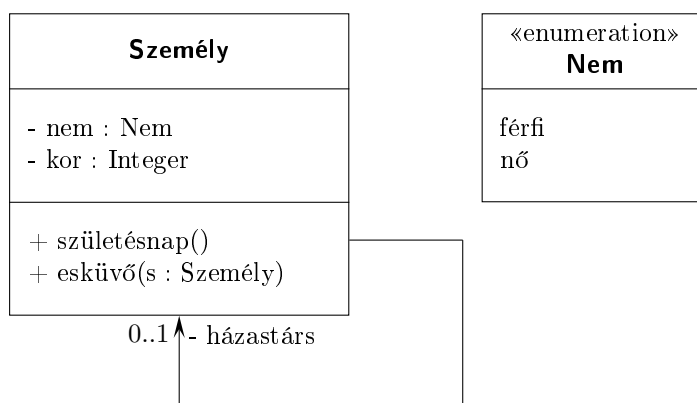 Személy
- nem : Nem
- kor : Integer
+ születésnap()
+ esküvő(s : Személy)
0..1
- házastárs
«enumeration»
Nem
férfi
nő